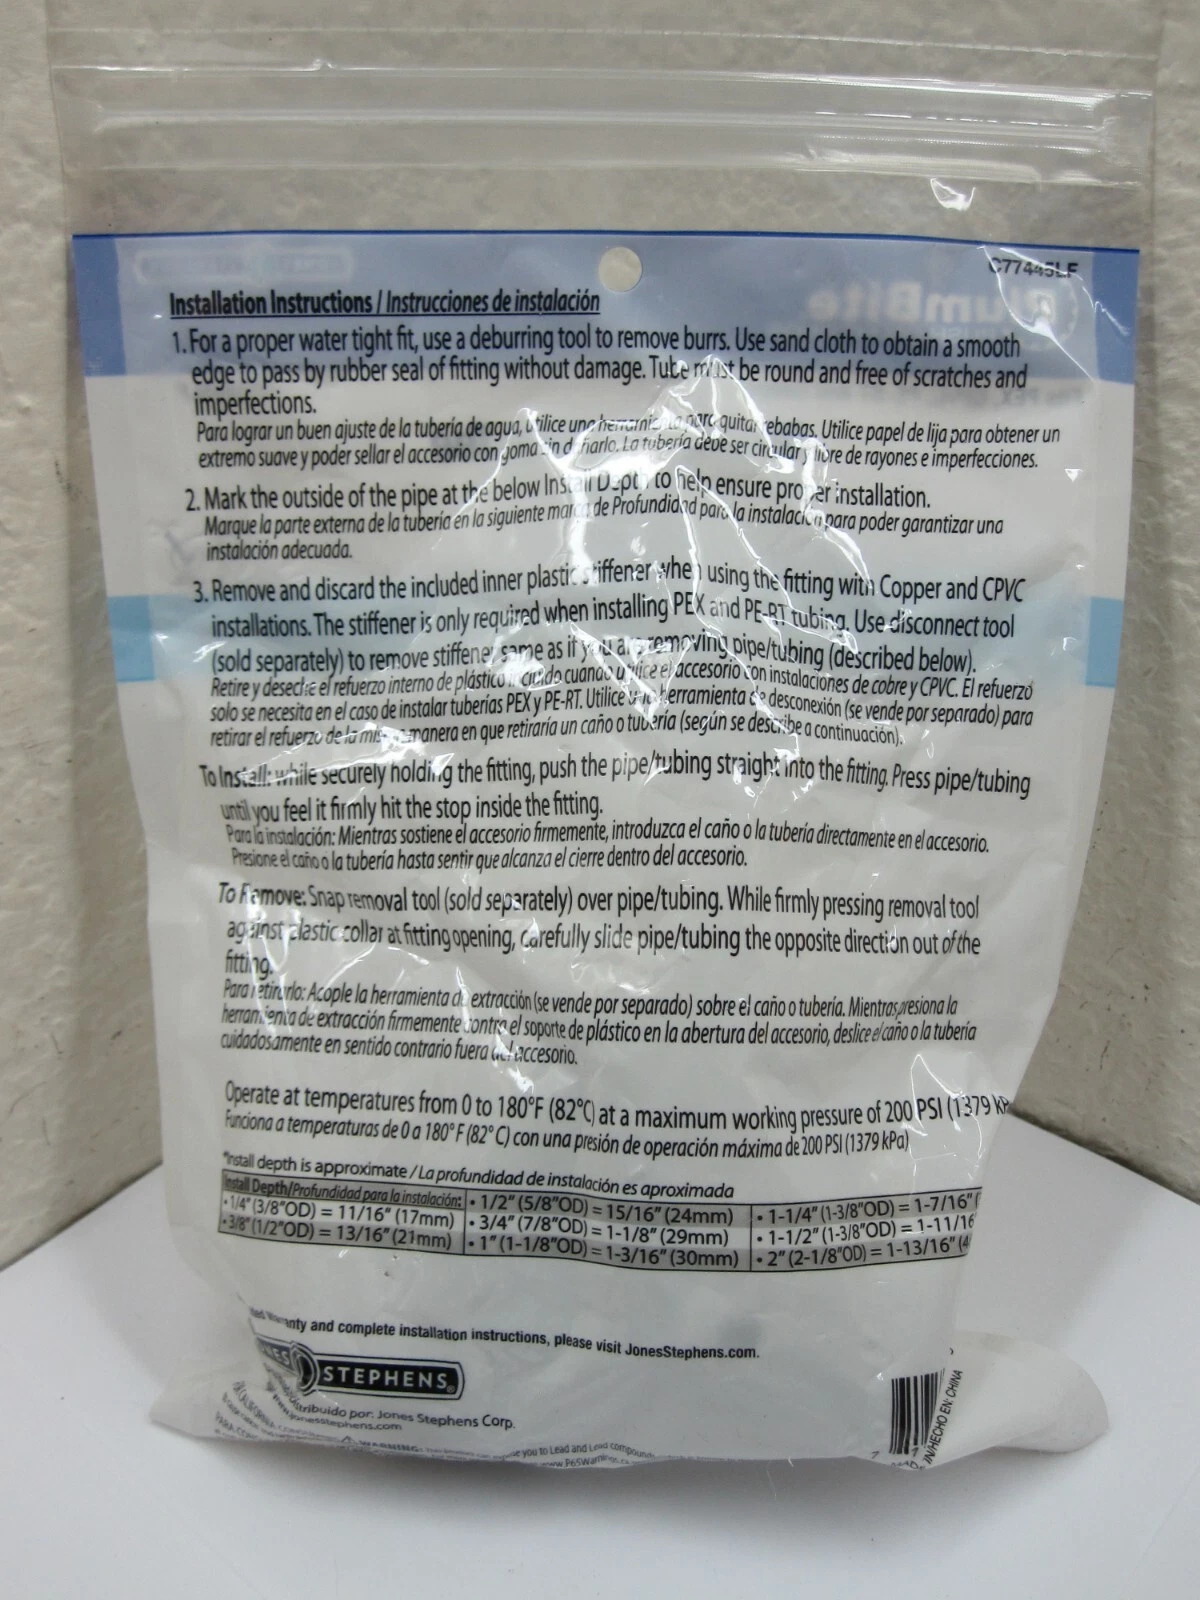 C77445LF
PlumBite
Installation Instructions / Instrucciones de instalación
1. For a proper water tight fit, use a deburring tool to remove burrs. Use sand cloth to obtain a smooth
edge to pass by rubber seal of fitting without damage. Tube must be round and free of scratches and
imperfections.
Para lograr un buen ajuste de la tubería de agua, utilice una herramienta para quitar rebabas. Utilice papel de lija para obtener un
extremo suave y poder sellar el accesorio con goma sin dañarlo. La tubería debe ser circular y libre de rayones e imperfecciones.
2. Mark the outside of the pipe at the below Install Depth to help ensure proper installation.
Marque la parte externa de la tubería en la siguiente marca de Profundidad para la instalación para poder garantizar una
instalación adecuada.
3. Remove and discard the included inner plastic stiffener when using the fitting with Copper and CPVC
installations. The stiffener is only required when installing PEX and PE-RT tubing. Use disconnect tool
(sold separately) to remove stiffener same as if you are removing pipe/tubing (described below).
Retire y deseche el refuerzo interno de plástico incluido cuando utilice el accesorio con instalaciones de cobre y CPVC. El refuerzo
solo se necesita en el caso de instalar tuberías PEX y PE-RT. Utilice una herramienta de desconexión (se vende por separado) para
retirar el refuerzo de la misma manera en que retiraría un caño o tubería (según se describe a continuación).
To Install: while securely holding the fitting, push the pipe/tubing straight into the fitting. Press pipe/tubing
until you feel it firmly hit the stop inside the fitting.
Para la instalación: Mientras sostiene el accesorio firmemente, introduzca el caño o la tubería directamente en el accesorio.
Presione el caño o la tubería hasta sentir que alcanza el cierre dentro del accesorio.
To Remove: Snap removal tool (sold separately) over pipe/tubing. While firmly pressing removal tool
against plastic collar at fitting opening, carefully slide pipe/tubing the opposite direction out of the
fitting.
Para retirarlo: Acople la herramienta de extracción (se vende por separado) sobre el caño o tubería. Mientras presiona la
herramienta de extracción firmemente contra el soporte de plástico en la abertura del accesorio, deslice el caño o la tubería
cuidadosamente en sentido contrario fuera del accesorio.
Operate at temperatures from 0 to 180°F (82°C) at a maximum working pressure of 200 PSI (1379 kP
Funciona a temperaturas de 0 a 180° F (82° C) con una presión de operación máxima de 200 PSI (1379 kPa)
*Install depth is approximate / La profundidad de instalación es aproximada
Install Depth/Profundidad para la instalación: • 1/2" (5/8"OD) = 15/16" (24mm) • 1-1/4" (1-3/8"OD) = 1-7/16" (
• 1/4" (3/8"OD) = 11/16" (17mm) • 3/4" (7/8"OD) = 1-1/8" (29mm) • 1-1/2" (1-3/8"OD) = 1-11/16
• 3/8" (1/2"OD) = 13/16" (21mm) • 1" (1-1/8"OD) = 1-3/16" (30mm) • 2" (2-1/8"OD) = 1-13/16" (4
Warranty and complete installation instructions, please visit JonesStephens.com.
JONES STEPHENS
distribuido por: Jones Stephens Corp.
www.jonesstephens.com
WARNING: you to Lead and Lead compounds
www.P65Warnings.ca
IN/HECHO EN: CHINA